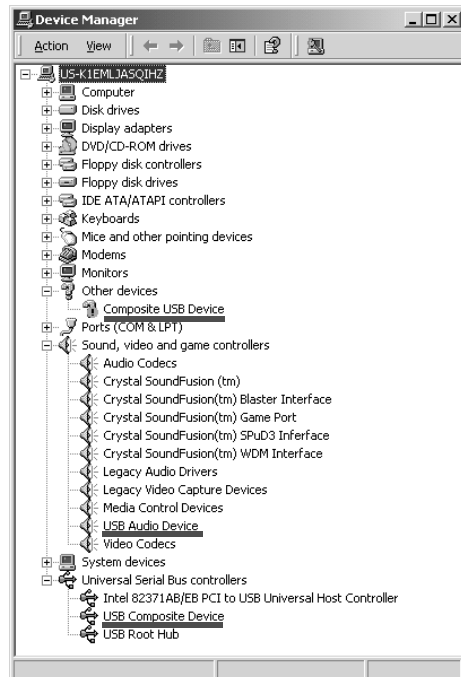 Device Manager
Action View
US-K1EMLJASQIHZ
Computer
Disk drives
Display adapters
DVD/CD-ROM drives
Floppy disk controllers
Floppy disk drives
IDE ATA/ATAPI controllers
Keyboards
Mice and other pointing devices
Modems
Monitors
Other devices
Composite USB Device
Ports (COM & LPT)
Sound, video and game controllers
Audio Codecs
Crystal SoundFusion (tm)
Crystal SoundFusion(tm) Blaster Interface
Crystal SoundFusion(tm) Game Port
Crystal SoundFusion(tm) SPuD3 Inferface
Crystal SoundFusion(tm) WDM Interface
Legacy Audio Drivers
Legacy Video Capture Devices
Media Control Devices
USB Audio Device
Video Codecs
System devices
Universal Serial Bus controllers
Intel 82371AB/EB PCI to USB Universal Host Controller
USB Composite Device
USB Root Hub